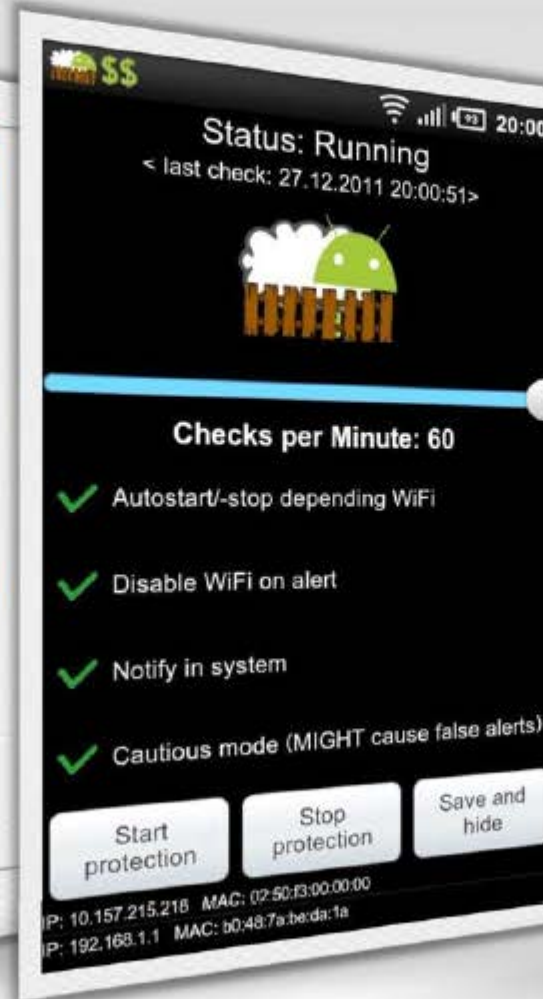 $$
93 20:00
Status: Running
< last check: 27.12.2011 20:00:51>
Checks per Minute: 60
Autostart/-stop depending WiFi
Disable WiFi on alert
Notify in system
Cautious mode (MIGHT cause false alerts)
Start protection
Stop protection
Save and hide
IP: 10.157.215.218 MAC: 02:50:f3:00:00:00
IP: 192.168.1.1 MAC: b0:48:7a:be:da:1a